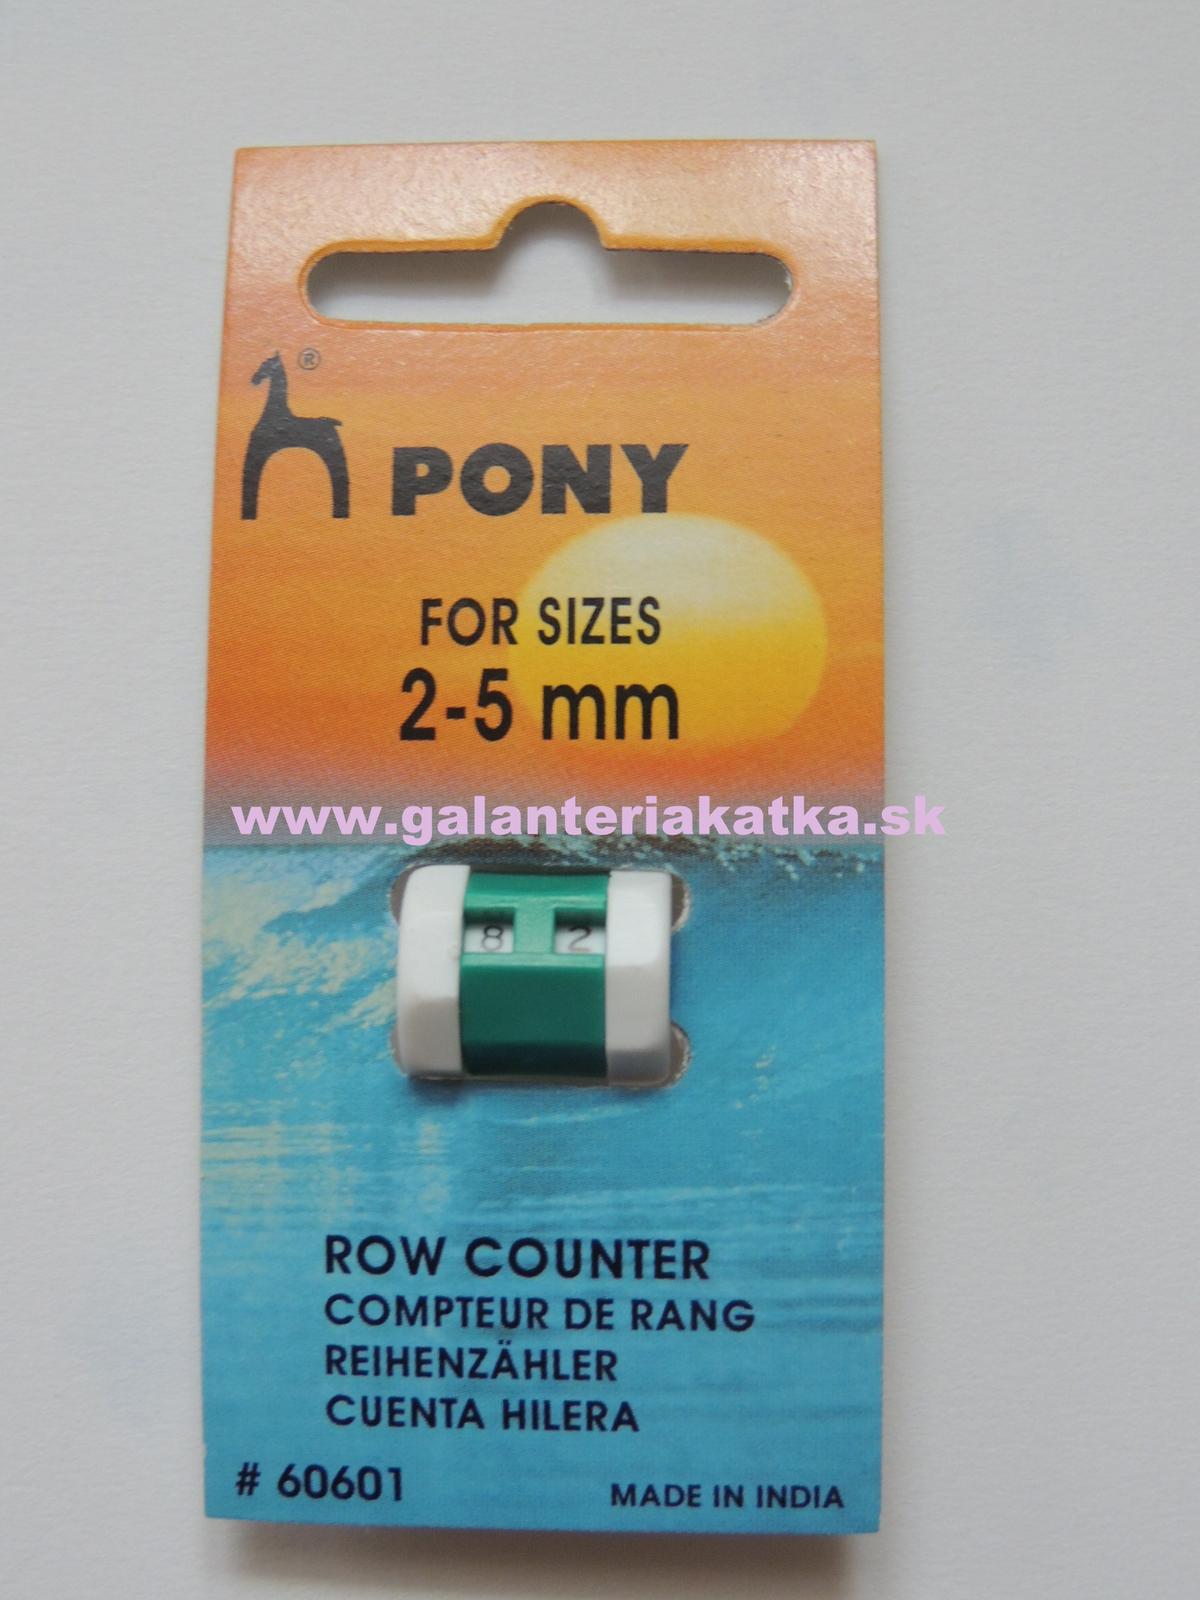 ®
PONY
FOR SIZES
2-5 mm
www.galanteriakatka.sk
8 2
ROW COUNTER
COMPTEUR DE RANG
REIHENZÄHLER
CUENTA HILERA
# 60601
MADE IN INDIA